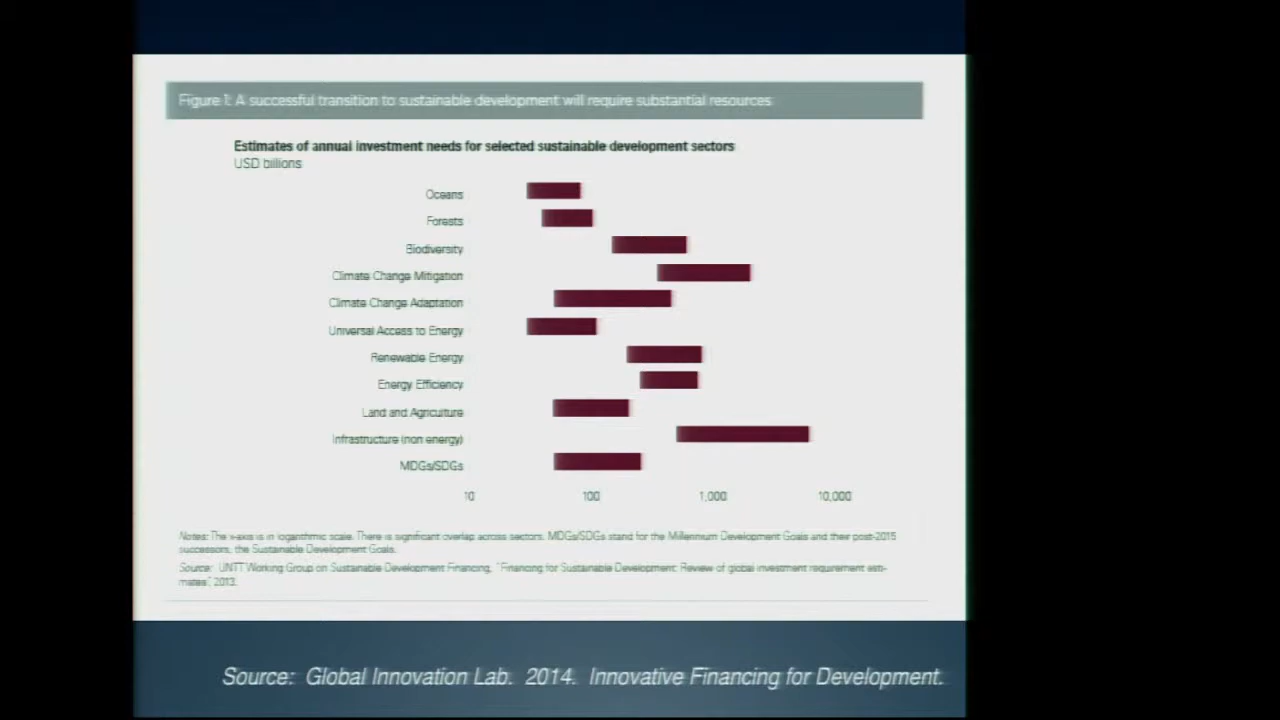 Figure 1: A successful transition to sustainable development will require substantial resources
Estimates of annual investment needs for selected sustainable development sectors
USD billions
Oceans
Forests
Biodiversity
Climate Change Mitigation
Climate Change Adaptation
Universal Access to Energy
Renewable Energy
Energy Efficiency
Land and Agriculture
Infrastructure (non energy)
MDGs/SDGs
10 100 1,000 10,000
Notes: The x-axis is in logarithmic scale. There is significant overlap across sectors. MDGs/SDGs stand for the Millennium Development Goals and their post-2015
successors, the Sustainable Development Goals.
Source: UNTT Working Group on Sustainable Development Financing, "Financing for Sustainable Development: Review of global investment requirement esti-
mates", 2013.
Source: Global Innovation Lab. 2014. Innovative Financing for Development.